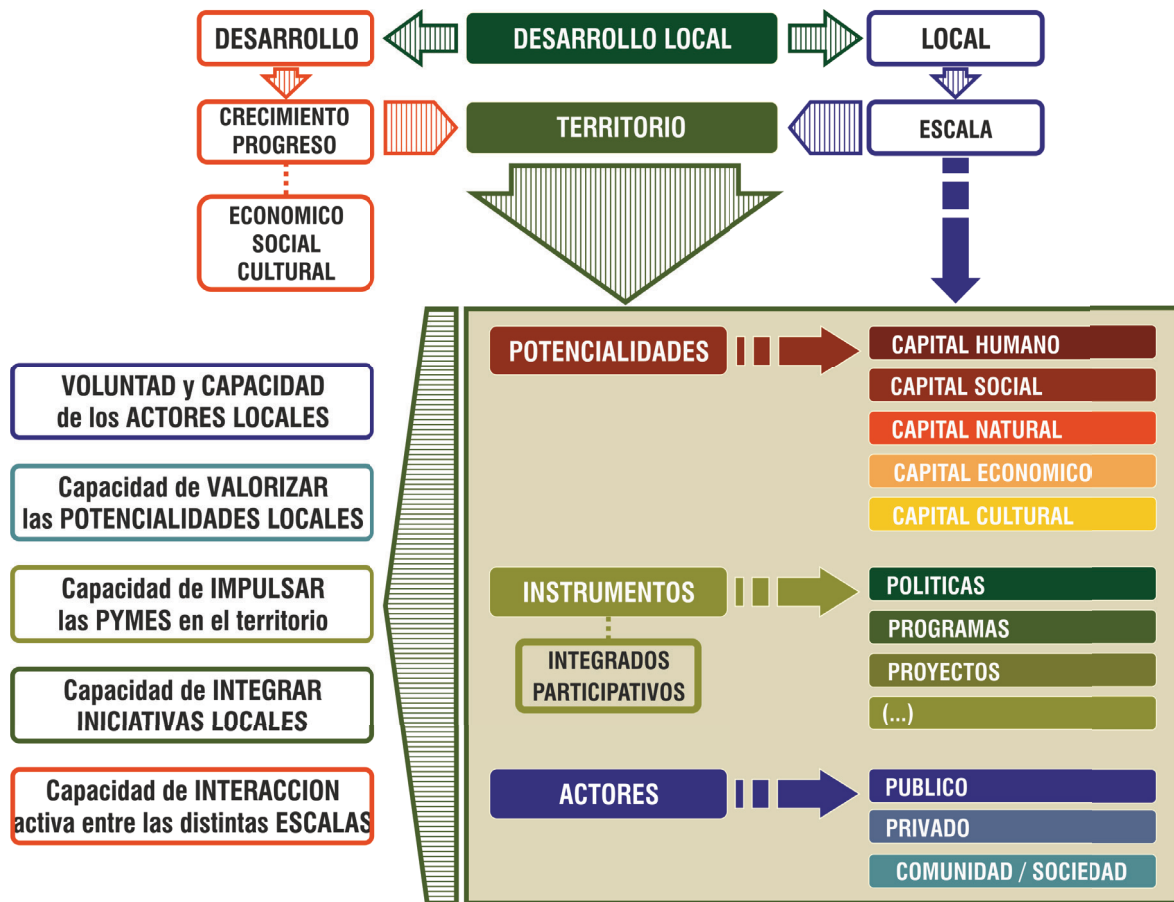 DESARROLLO
DESARROLLO LOCAL
LOCAL
CRECIMIENTO
PROGRESO
TERRITORIO
ESCALA
ECONOMICO
SOCIAL
CULTURAL
VOLUNTAD y CAPACIDAD
de los ACTORES LOCALES
Capacidad de VALORIZAR
las POTENCIALIDADES LOCALES
Capacidad de IMPULSAR
las PYMES en el territorio
Capacidad de INTEGRAR
INICIATIVAS LOCALES
Capacidad de INTERACCION
activa entre las distintas ESCALAS
POTENCIALIDADES
CAPITAL HUMANO
CAPITAL SOCIAL
CAPITAL NATURAL
CAPITAL ECONOMICO
CAPITAL CULTURAL
INSTRUMENTOS
INTEGRADOS
PARTICIPATIVOS
POLITICAS
PROGRAMAS
PROYECTOS
(...)
ACTORES
PUBLICO
PRIVADO
COMUNIDAD / SOCIEDAD